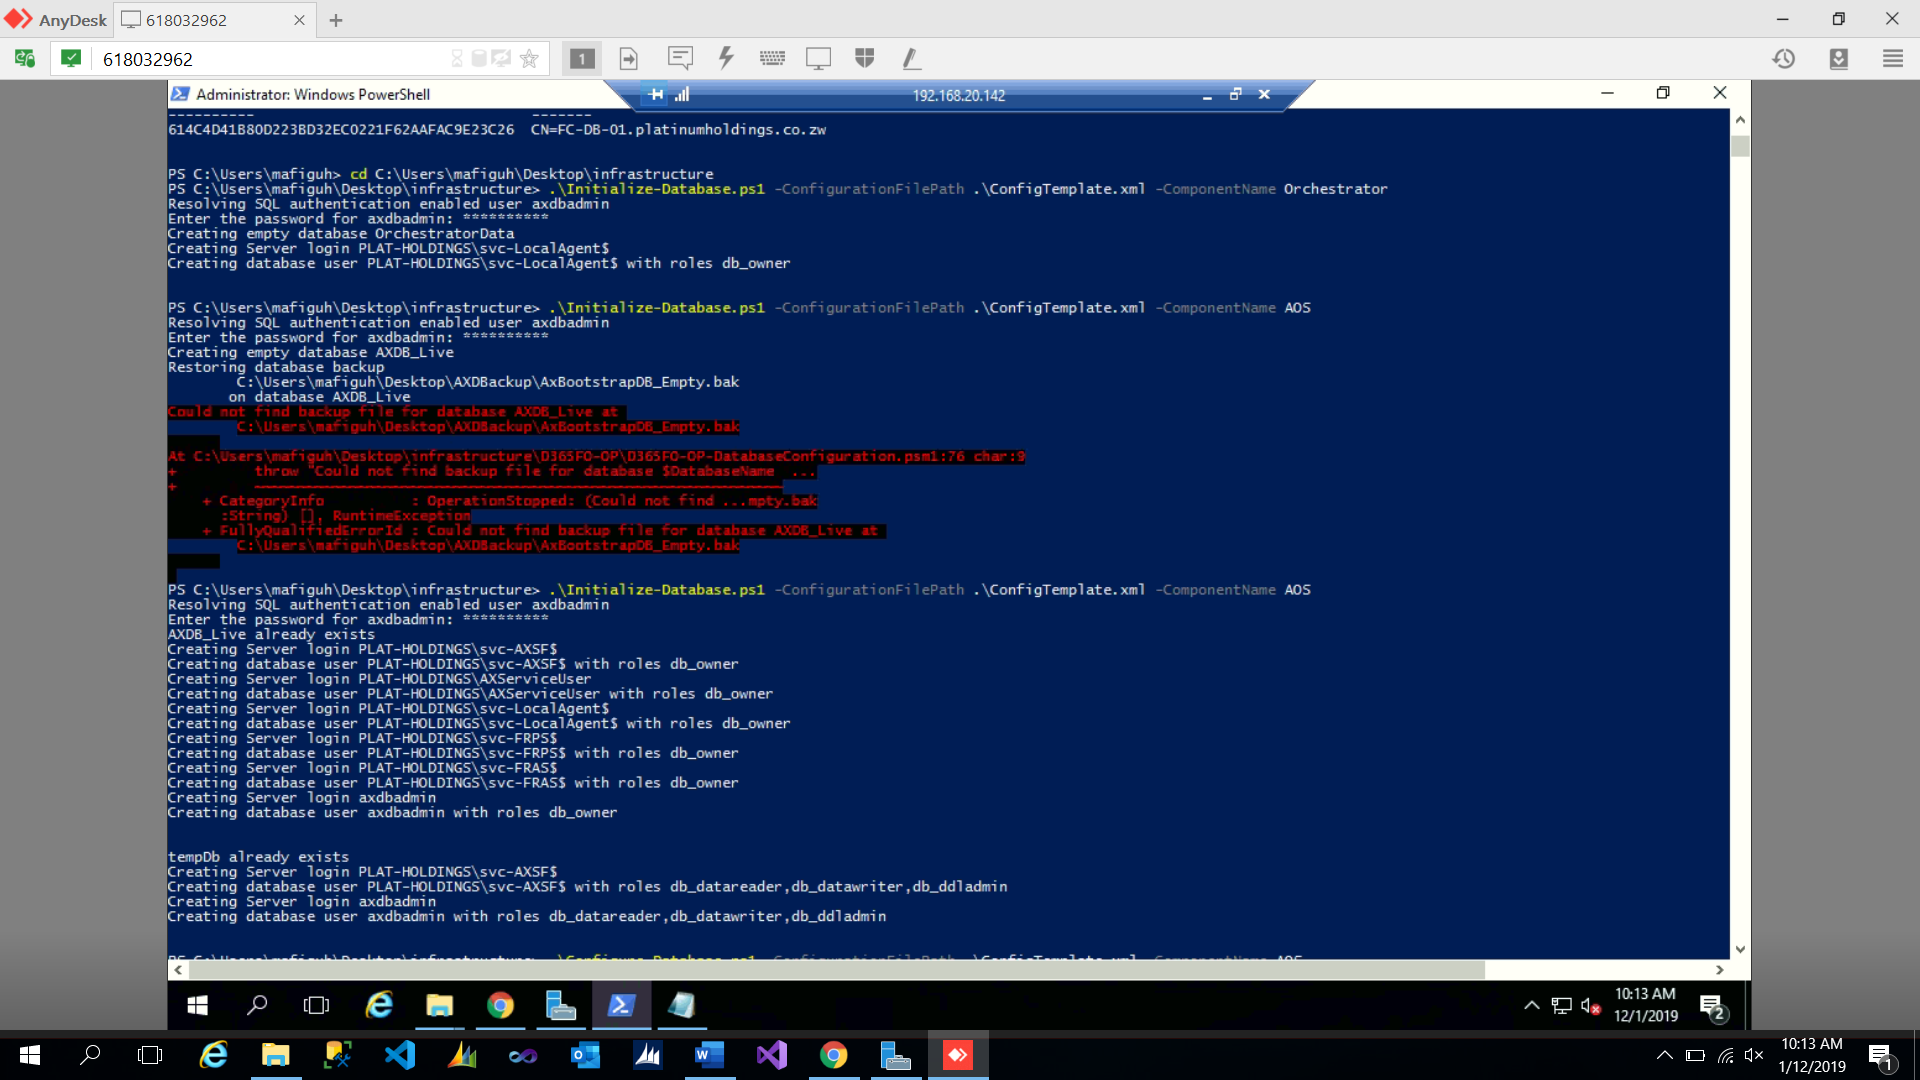 AnyDesk
618032962
618032962
1
Administrator: Windows PowerShell
192.168.20.142
614C4D41B80D223BD32EC0221F62AAFAC9E23C26 CN=FC-DB-01.platinumholdings.co.zw
PS C:\Users\mafiguh> cd C:\Users\mafiguh\Desktop\infrastructure
PS C:\Users\mafiguh\Desktop\infrastructure> .\Initialize-Database.ps1 -ConfigurationFilePath .\ConfigTemplate.xml -ComponentName Orchestrator
Resolving SQL authentication enabled user axdbadmin
Enter the password for axdbadmin: **********
Creating empty database OrchestratorData
Creating Server login PLAT-HOLDINGS\svc-LocalAgent$
Creating database user PLAT-HOLDINGS\svc-LocalAgent$ with roles db_owner
PS C:\Users\mafiguh\Desktop\infrastructure> .\Initialize-Database.ps1 -ConfigurationFilePath .\ConfigTemplate.xml -ComponentName AOS
Resolving SQL authentication enabled user axdbadmin
Enter the password for axdbadmin: **********
Creating empty database AXDB_Live
Restoring database backup
C:\Users\mafiguh\Desktop\AXDBackup\AxBootstrapDB_Empty.bak
on database AXDB_Live
Could not find backup file for database AXDB_Live at
C:\Users\mafiguh\Desktop\AXDBackup\AxBootstrapDB_Empty.bak
At C:\Users\mafiguh\Desktop\infrastructure\D365FO-OP\D365FO-OP-DatabaseConfiguration.psm1:76 char:9
+ throw "Could not find backup file for database $DatabaseName ...
+ ~~~~~~~~~~~~~~~~~~~~~~~~~~~~~~~~~~~~~~~~~~~~~~~~~~~~~~~~~~~~~
+ CategoryInfo : OperationStopped: (Could not find ...mpty.bak
:String) [], RuntimeException
+ FullyQualifiedErrorId : Could not find backup file for database AXDB_Live at
C:\Users\mafiguh\Desktop\AXDBackup\AxBootstrapDB_Empty.bak
PS C:\Users\mafiguh\Desktop\infrastructure> .\Initialize-Database.ps1 -ConfigurationFilePath .\ConfigTemplate.xml -ComponentName AOS
Resolving SQL authentication enabled user axdbadmin
Enter the password for axdbadmin: **********
AXDB_Live already exists
Creating Server login PLAT-HOLDINGS\svc-AXSF$
Creating database user PLAT-HOLDINGS\svc-AXSF$ with roles db_owner
Creating Server login PLAT-HOLDINGS\AXServiceUser
Creating database user PLAT-HOLDINGS\AXServiceUser with roles db_owner
Creating Server login PLAT-HOLDINGS\svc-LocalAgent$
Creating database user PLAT-HOLDINGS\svc-LocalAgent$ with roles db_owner
Creating Server login PLAT-HOLDINGS\svc-FRPS$
Creating database user PLAT-HOLDINGS\svc-FRPS$ with roles db_owner
Creating Server login PLAT-HOLDINGS\svc-FRAS$
Creating database user PLAT-HOLDINGS\svc-FRAS$ with roles db_owner
Creating Server login axdbadmin
Creating database user axdbadmin with roles db_owner
tempDb already exists
Creating Server login PLAT-HOLDINGS\svc-AXSF$
Creating database user PLAT-HOLDINGS\svc-AXSF$ with roles db_datareader,db_datawriter,db_ddladmin
Creating Server login axdbadmin
Creating database user axdbadmin with roles db_datareader,db_datawriter,db_ddladmin
PS C:\Users\mafiguh\Desktop\infrastructure> .\Configure-Database.ps1 -ConfigurationFilePath .\ConfigTemplate.xml -ComponentName AOS
10:13 AM
12/1/2019
2
10:13 AM
1/12/2019
1